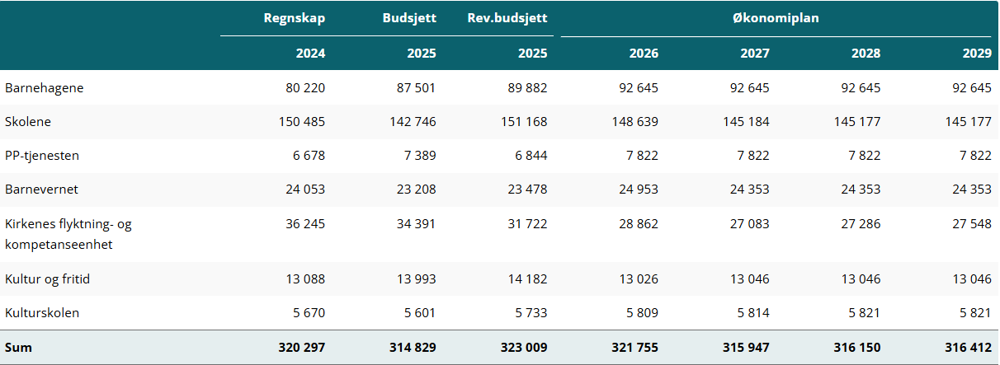 Regnskap Budsjett Rev.budsjett Økonomiplan
2024 2025 2025 2026 2027 2028 2029
Barnehagene 80 220 87 501 89 882 92 645 92 645 92 645 92 645
Skolene 150 485 142 746 151 168 148 639 145 184 145 177 145 177
PP-tjenesten 6 678 7 389 6 844 7 822 7 822 7 822 7 822
Barnevernet 24 053 23 208 23 478 24 953 24 353 24 353 24 353
Kirkenes flyktning- og 36 245 34 391 31 722 28 862 27 083 27 286 27 548
kompetanseenhet
Kultur og fritid 13 088 13 993 14 182 13 026 13 046 13 046 13 046
Kulturskolen 5 670 5 601 5 733 5 809 5 814 5 821 5 821
Sum 320 297 314 829 323 009 321 755 315 947 316 150 316 412